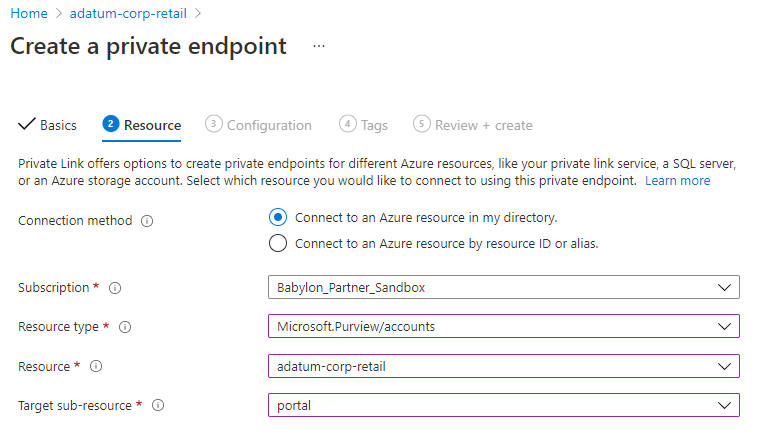 Home > adatum-corp-retail >
Create a private endpoint ...
Basics 2 Resource 3 Configuration 4 Tags 5 Review + create
Private Link offers options to create private endpoints for different Azure resources, like your private link service, a SQL server,
or an Azure storage account. Select which resource you would like to connect to using this private endpoint. Learn more
Connection method Connect to an Azure resource in my directory.
Connect to an Azure resource by resource ID or alias.
Subscription * Babylon_Partner_Sandbox
Resource type * Microsoft.Purview/accounts
Resource * adatum-corp-retail
Target sub-resource * portal